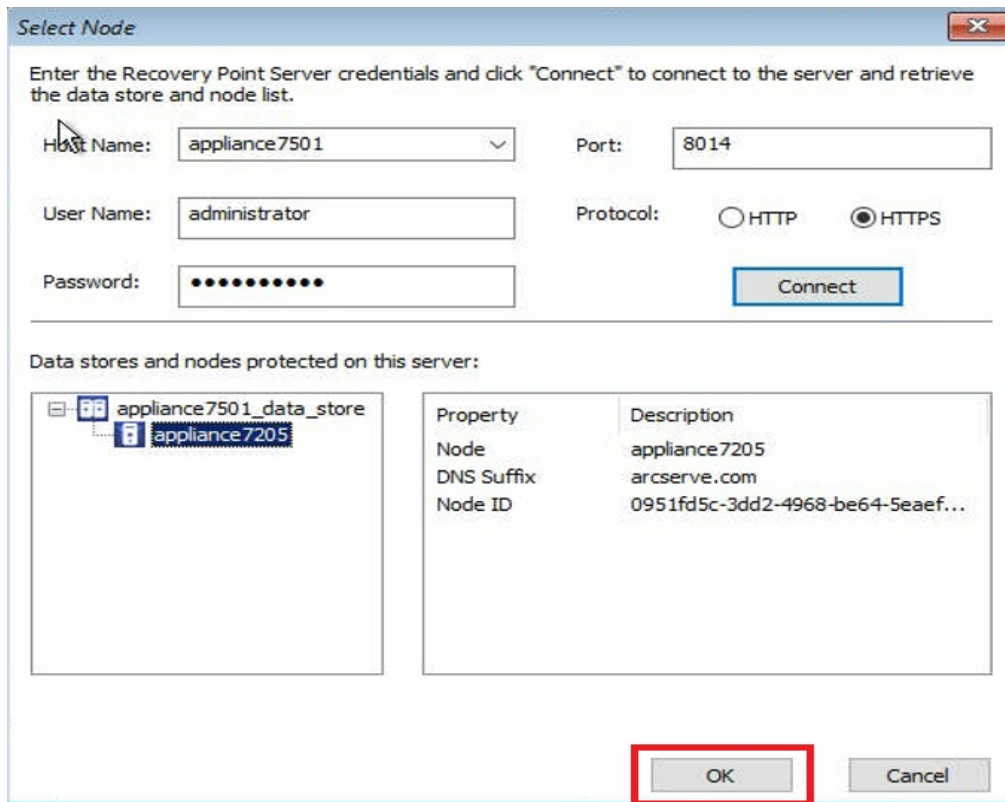 Select Node
Enter the Recovery Point Server credentials and click "Connect" to connect to the server and retrieve
the data store and node list.
Host Name: appliance7501 Port: 8014
User Name: administrator Protocol: HTTP HTTPS
Password: ●●●●●●●●●● Connect
Data stores and nodes protected on this server:
appliance7501_data_store
appliance7205
Property Description
Node appliance7205
DNS Suffix arcserve.com
Node ID 0951fd5c-3dd2-4968-be64-5eaef...
OK Cancel